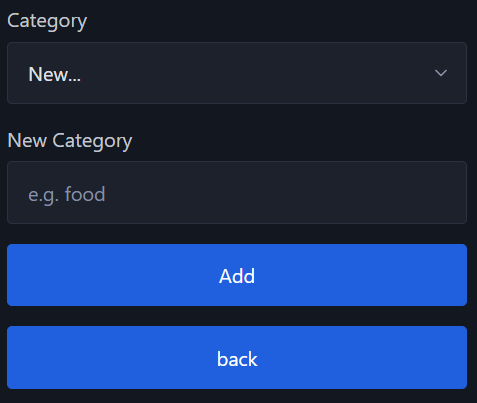 Category
New...
New Category
e.g. food
Add
back